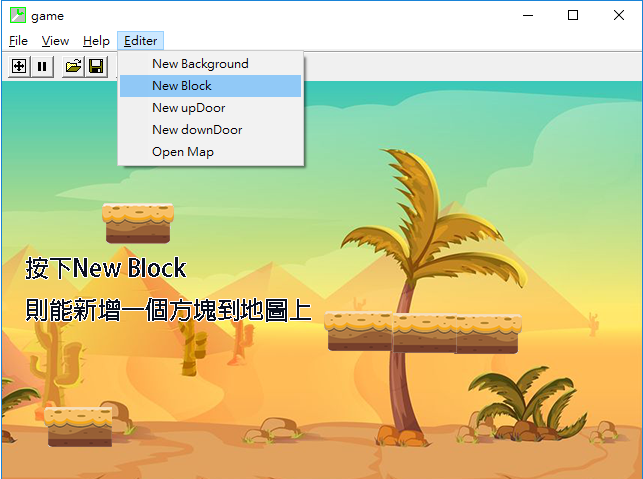 game
File View Help Editer
New Background
New Block
New upDoor
New downDoor
Open Map
按下New Block
則能新增一個方塊到地圖上